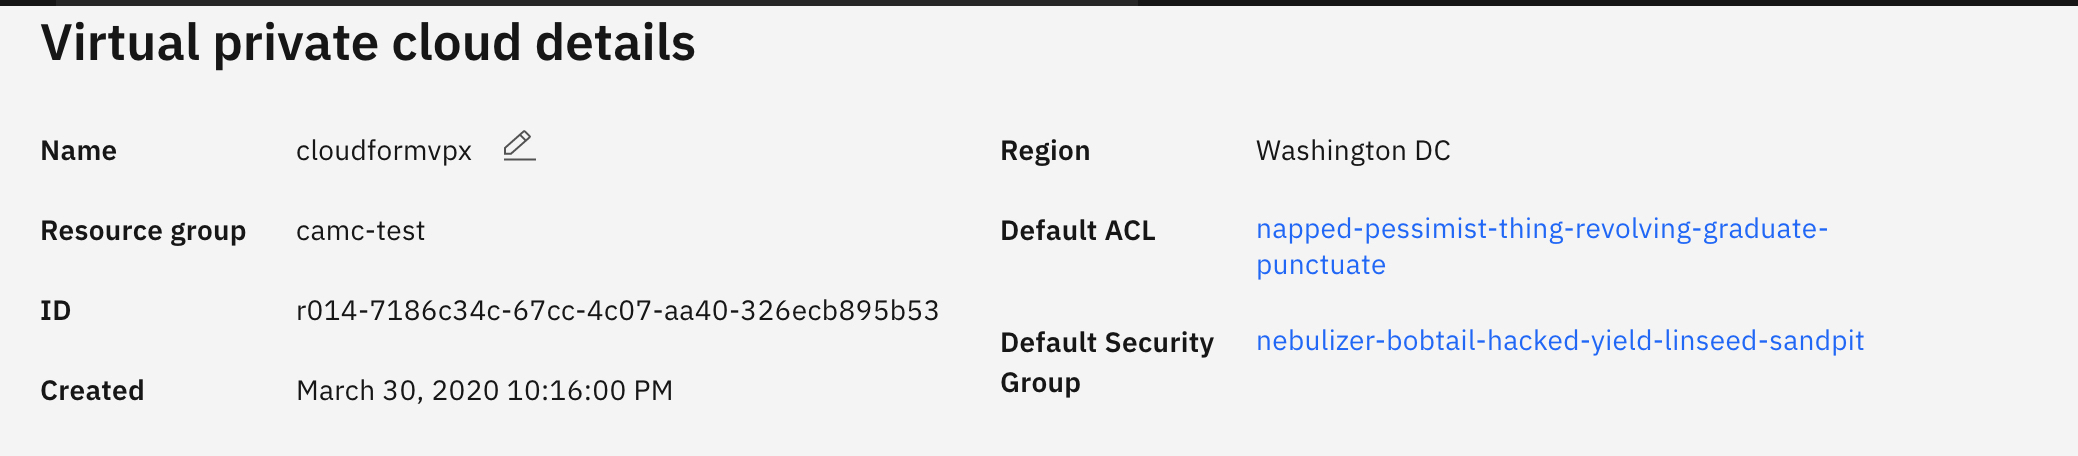 Virtual private cloud details
Name cloudformvpx
Resource group camc-test
ID r014-7186c34c-67cc-4c07-aa40-326ecb895b53
Created March 30, 2020 10:16:00 PM
Region Washington DC
Default ACL napped-pessimist-thing-revolving-graduate-
punctuate
Default Security nebulizer-bobtail-hacked-yield-linseed-sandpit
Group